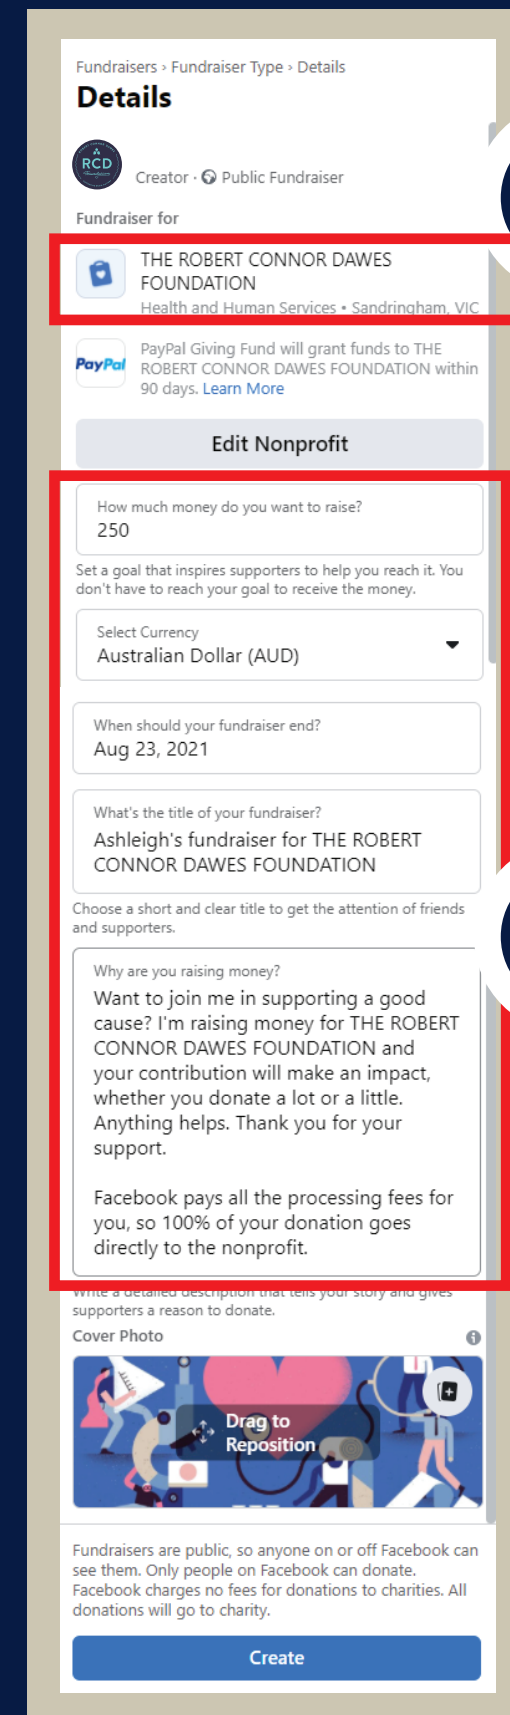 Fundraisers › Fundraiser Type › Details
Details
RCD
Creator · Public Fundraiser
Fundraiser for
THE ROBERT CONNOR DAWES
FOUNDATION
Health and Human Services • Sandringham, VIC
PayPal
PayPal Giving Fund will grant funds to THE
ROBERT CONNOR DAWES FOUNDATION within
90 days. Learn More
Edit Nonprofit
How much money do you want to raise?
250
Set a goal that inspires supporters to help you reach it. You
don't have to reach your goal to receive the money.
Select Currency
Australian Dollar (AUD)
When should your fundraiser end?
Aug 23, 2021
What's the title of your fundraiser?
Ashleigh's fundraiser for THE ROBERT
CONNOR DAWES FOUNDATION
Choose a short and clear title to get the attention of friends
and supporters.
Why are you raising money?
Want to join me in supporting a good
cause? I'm raising money for THE ROBERT
CONNOR DAWES FOUNDATION and
your contribution will make an impact,
whether you donate a lot or a little.
Anything helps. Thank you for your
support.
Facebook pays all the processing fees for
you, so 100% of your donation goes
directly to the nonprofit.
Write a detailed description that tells your story and gives
supporters a reason to donate.
Cover Photo
Drag to
Reposition
Fundraisers are public, so anyone on or off Facebook can
see them. Only people on Facebook can donate.
Facebook charges no fees for donations to charities. All
donations will go to charity.
Create